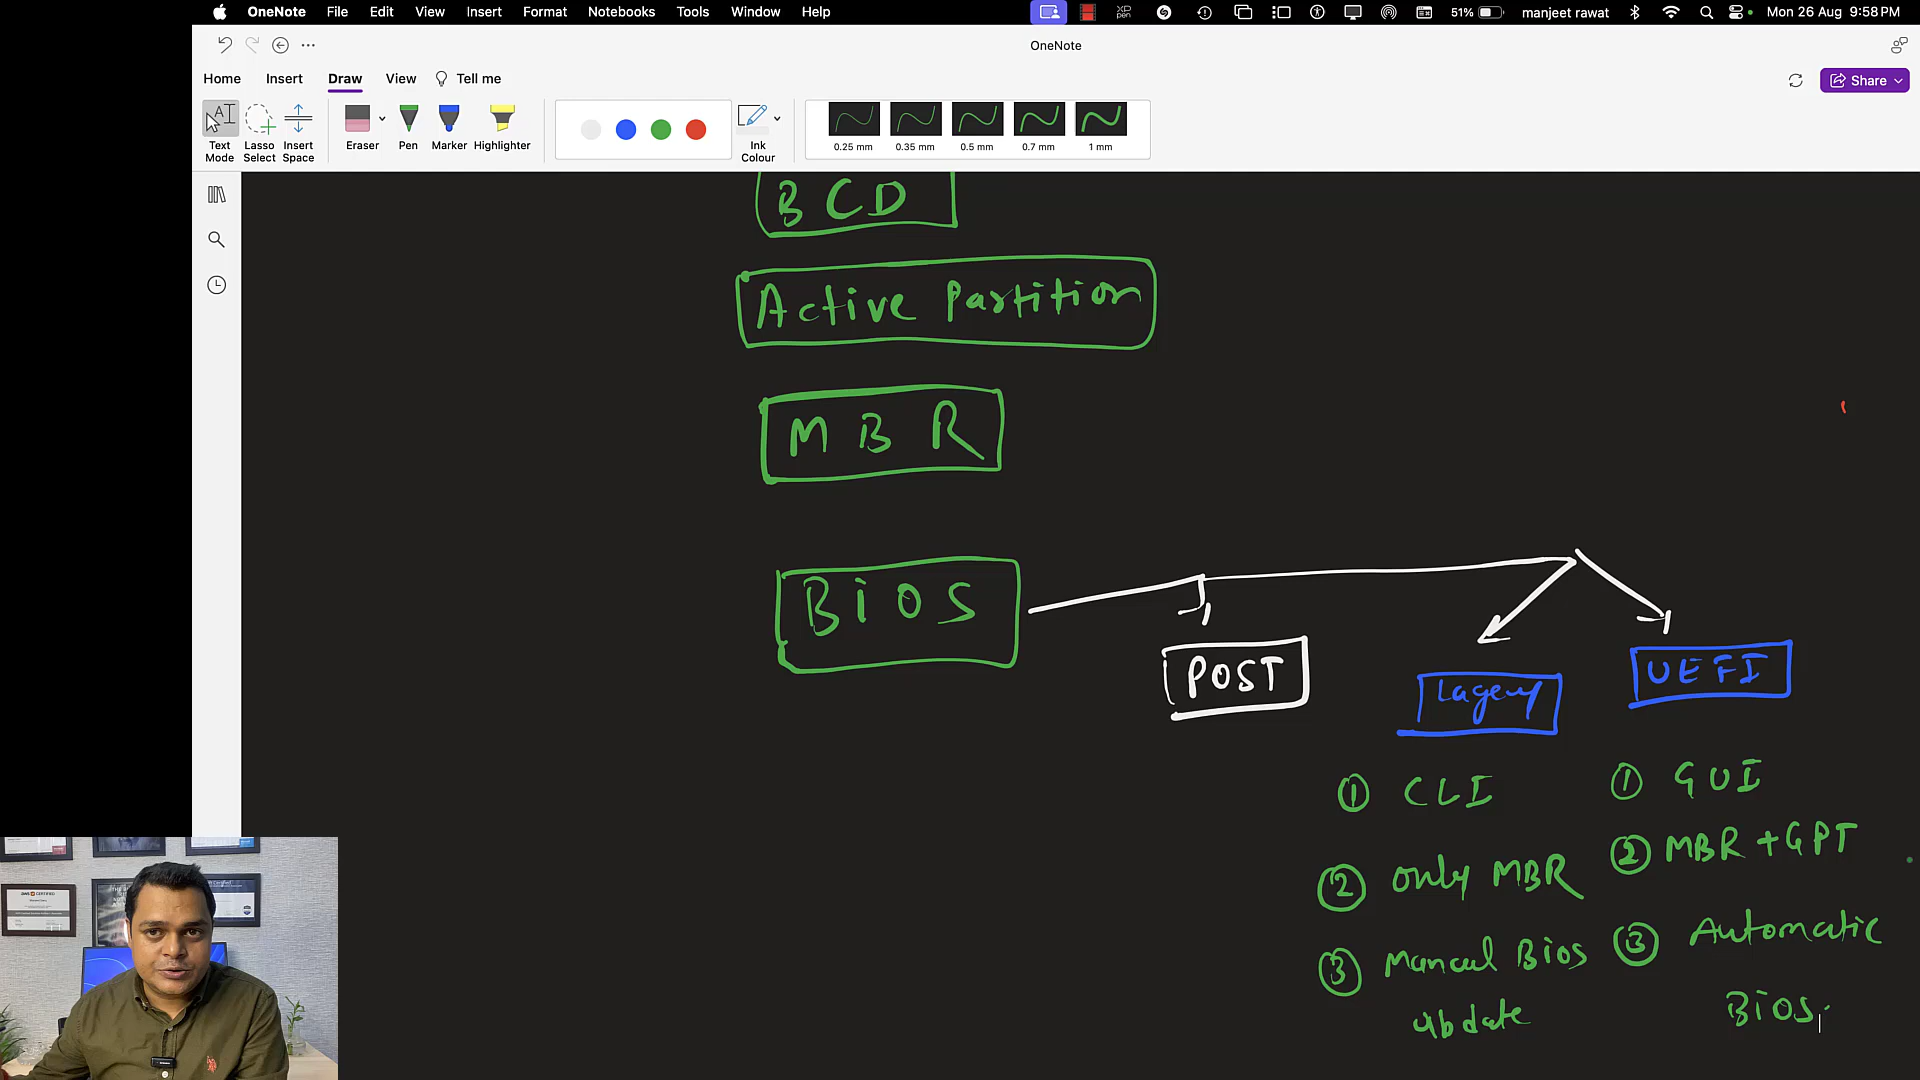 OneNote File Edit View Insert Format Notebooks Tools Window Help XP pen 51% manjeet rawat Mon 26 Aug 9:58 PM
OneNote
Home Insert Draw View Tell me Share
Text Mode Lasso Select Insert Space Eraser Pen Marker Highlighter Ink Colour 0.25 mm 0.35 mm 0.5 mm 0.7 mm 1 mm
BCD
Active Partition
MBR
BiOS
POST
Lagecy
UEFI
① CLI
① GUI
② only MBR
② MBR + GPT
③ Manual Bios
update
③ Automatic
BiOS